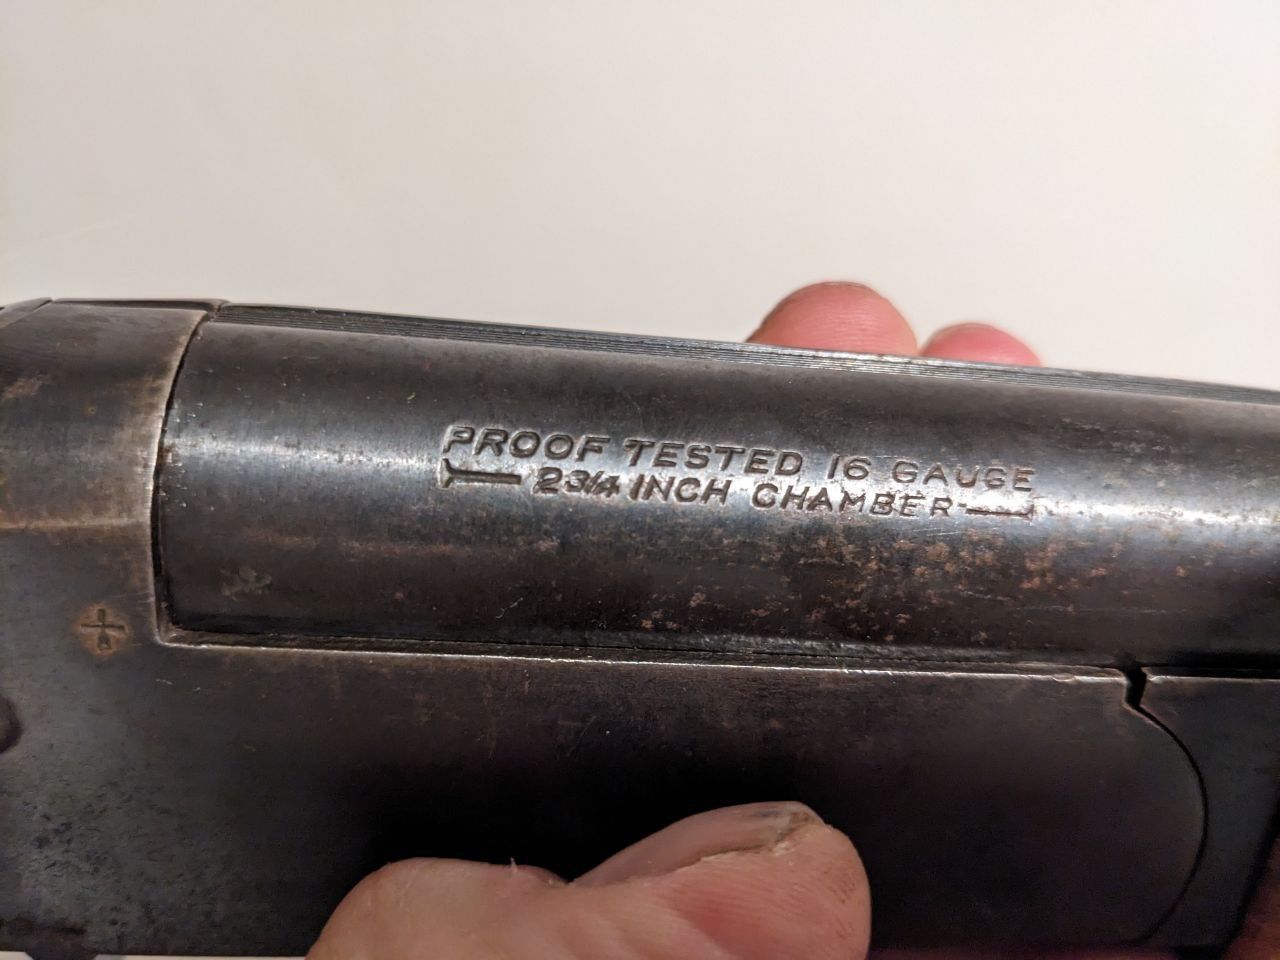 PROOF TESTED 16 GAUGE
2 3/4 INCH CHAMBER